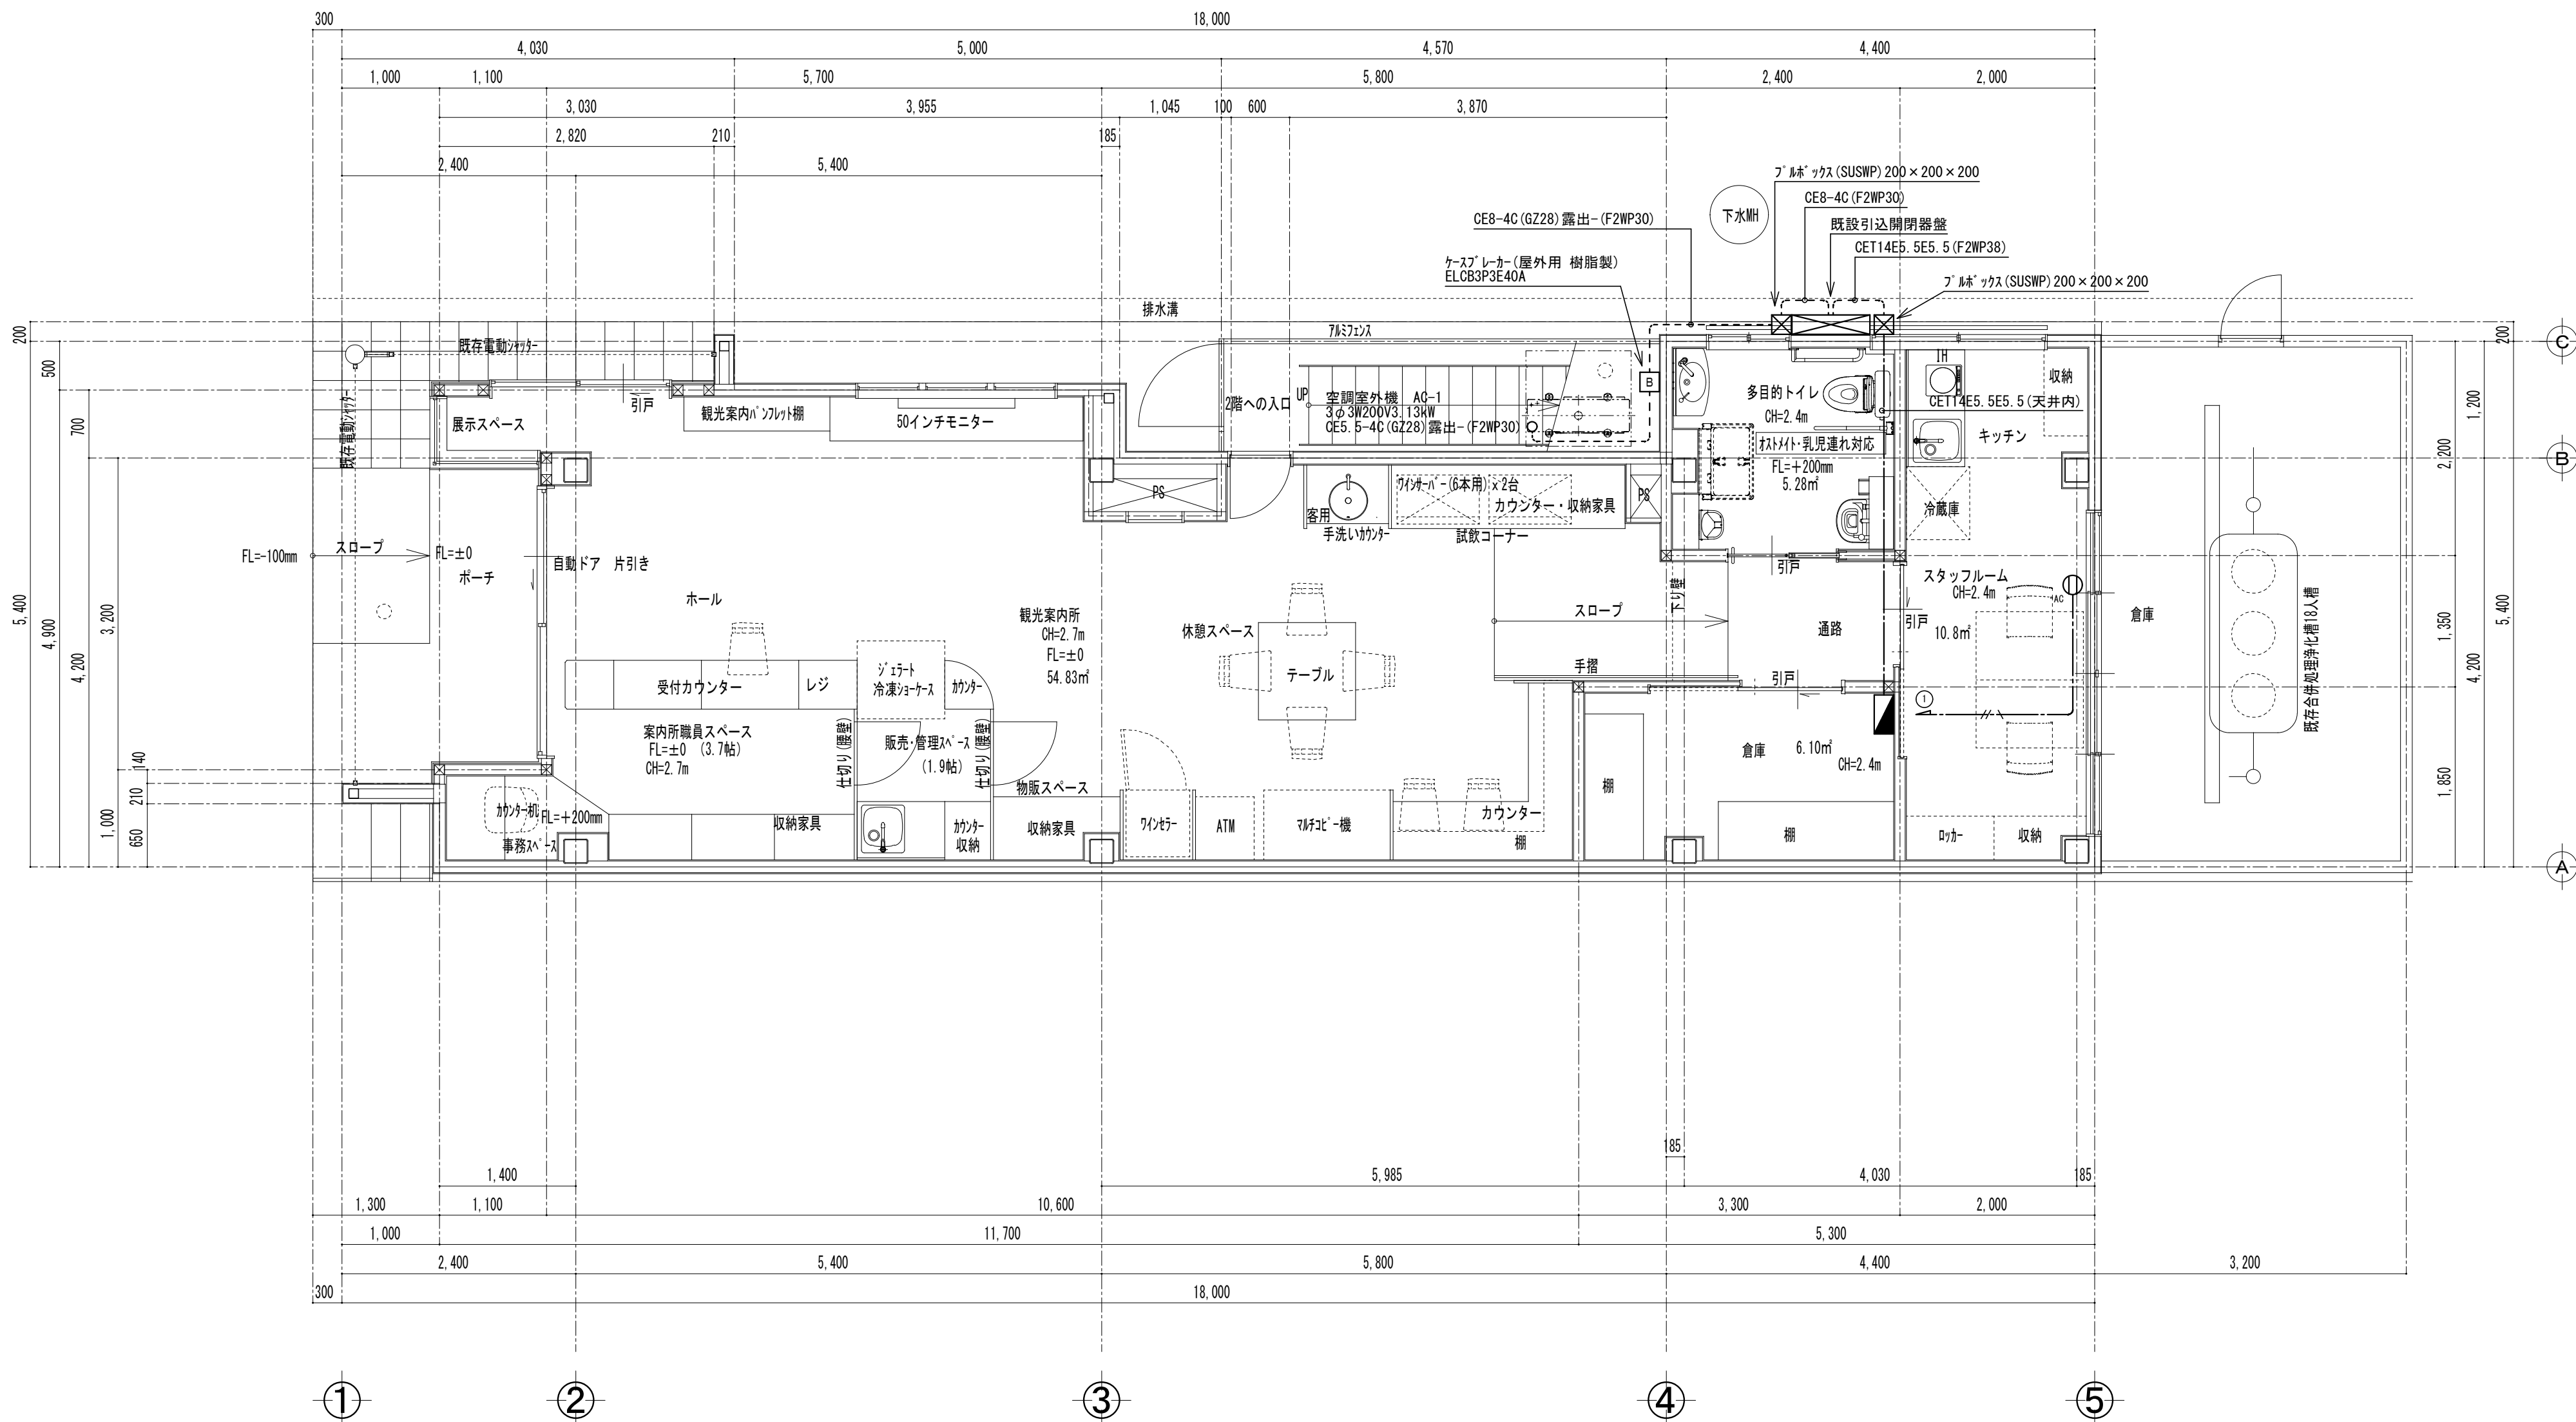 300 18,000
4,030 5,000 4,570 4,400
1,000 1,100 5,700 5,800 2,400 2,000
3,030 3,955 1,045 100 600 3,870
2,820 210 185
2,400 5,400
ﾌﾟﾙﾎﾞｯｸｽ(SUSWP)200×200×200
CE8-4C(F2WP30)
CE8-4C(GZ28)露出-(F2WP30)
下水MH
既設引込開閉器盤
CET14E5.5E5.5(F2WP38)
ｹｰｽﾌﾞﾚｰｶｰ(屋外用 樹脂製)
ELCB3P3E40A
ﾌﾟﾙﾎﾞｯｸｽ(SUSWP)200×200×200
排水溝
アルミフェンス
既存電動ｼｬｯﾀｰ
既存電動ｼｬｯﾀｰ
引戸
展示スペース
観光案内ﾊﾟﾝﾌﾚｯﾄ棚
50インチモニター
2階への入口
UP
空調室外機 AC-1
3φ3W200V3.13kW
CE5.5-4C(GZ28)露出-(F2WP30)
B
多目的トイレ
CH=2.4m
ｵｽﾄﾒｲﾄ・乳児連れ対応
FL=+200mm
5.28㎡
IH
収納
CET14E5.5E5.5(天井内)
キッチン
冷蔵庫
PS
客用
手洗いｶｳﾝﾀｰ
ﾜｲﾝｻｰﾊﾞｰ(6本用)x2台
カウンター・収納家具
試飲コーナー
PS
FL=-100mm
スロープ
FL=±0
ポーチ
自動ドア 片引き
ホール
観光案内所
CH=2.7m
FL=±0
54.83㎡
休憩スペース
テーブル
スロープ
手摺
下り壁
引戸
通路
引戸
引戸
スタッフルーム
CH=2.4m
AC
10.8㎡
①
倉庫
既存合併処理浄化槽18人槽
受付カウンター
レジ
ｼﾞｪﾗｰﾄ
冷凍ｼｮｰｹｰｽ
ｶｳﾝﾀｰ
案内所職員スペース
FL=±0 (3.7帖)
CH=2.7m
仕切り(腰壁)
販売・管理ｽﾍﾟｰｽ
(1.9帖)
仕切り(腰壁)
物販スペース
ｶｳﾝﾀｰ机
FL=+200mm
事務ｽﾍﾟｰｽ
収納家具
ｶｳﾝﾀｰ
収納
収納家具
ﾜｲﾝｾﾗｰ
ATM
ﾏﾙﾁｺﾋﾟｰ機
カウンター
棚
倉庫
6.10㎡
CH=2.4m
棚
棚
ﾛｯｶｰ
収納
200 500 700
5,400 4,900 4,200 3,200
140 210 1,000 650
200 1,200 2,200
1,350 5,400 4,200 1,850
C
B
A
185
1,400 5,985 4,030 185
1,300 1,100 10,600 3,300 2,000
1,000 11,700 5,300
2,400 5,400 5,800 4,400 3,200
300 18,000
① ② ③ ④ ⑤